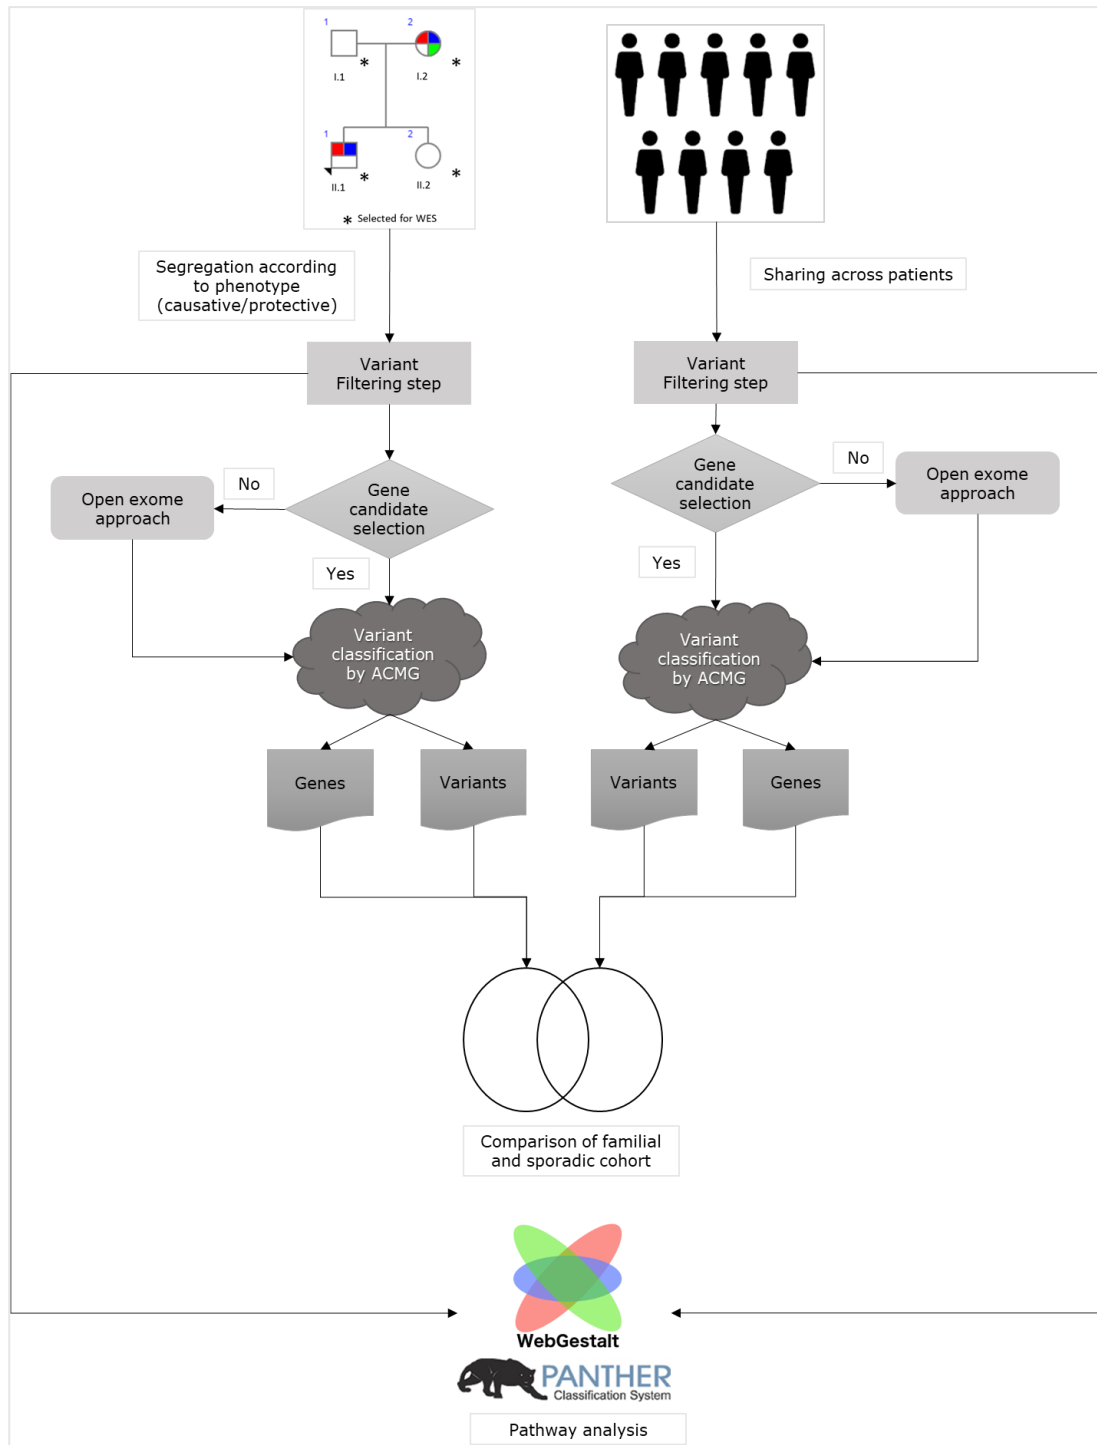 1
2
*
*
I.1
I.2
1
2
*
*
II.1
II.2
* Selected for WES
Segregation according
to phenotype
(causative/protective)
Sharing across patients
Variant
Filtering step
Variant
Filtering step
No
Gene
candidate
selection
Open exome
approach
Yes
Gene
candidate
selection
No
Open exome
approach
Yes
Variant
classification
by ACMG
Variant
classification
by ACMG
Genes
Variants
Variants
Genes
Comparison of familial
and sporadic cohort
WebGestalt
PANTHER
Classification System
Pathway analysis